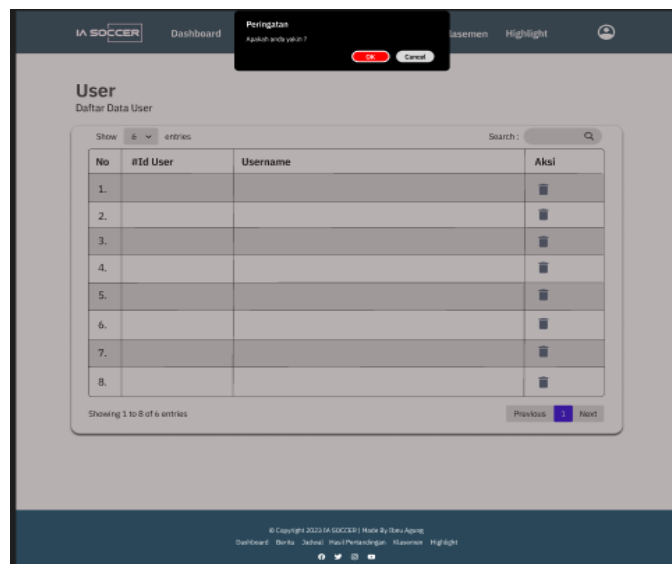 IA SOCCER Dashboard lasemen Highlight
Peringatan
Apakah anda yakin ?
OK Cancel
User
Daftar Data User
Show 6 entries Search :
No #Id User Username Aksi
1.
2.
3.
4.
5.
6.
7.
8.
Showing 1 to 8 of 6 entries
Previous 1 Next
© Copyright 2023 IA SOCCER | Made By Ibnu Agung
Dashboard Berita Jadwal Hasil Pertandingan Klasemen Highlight